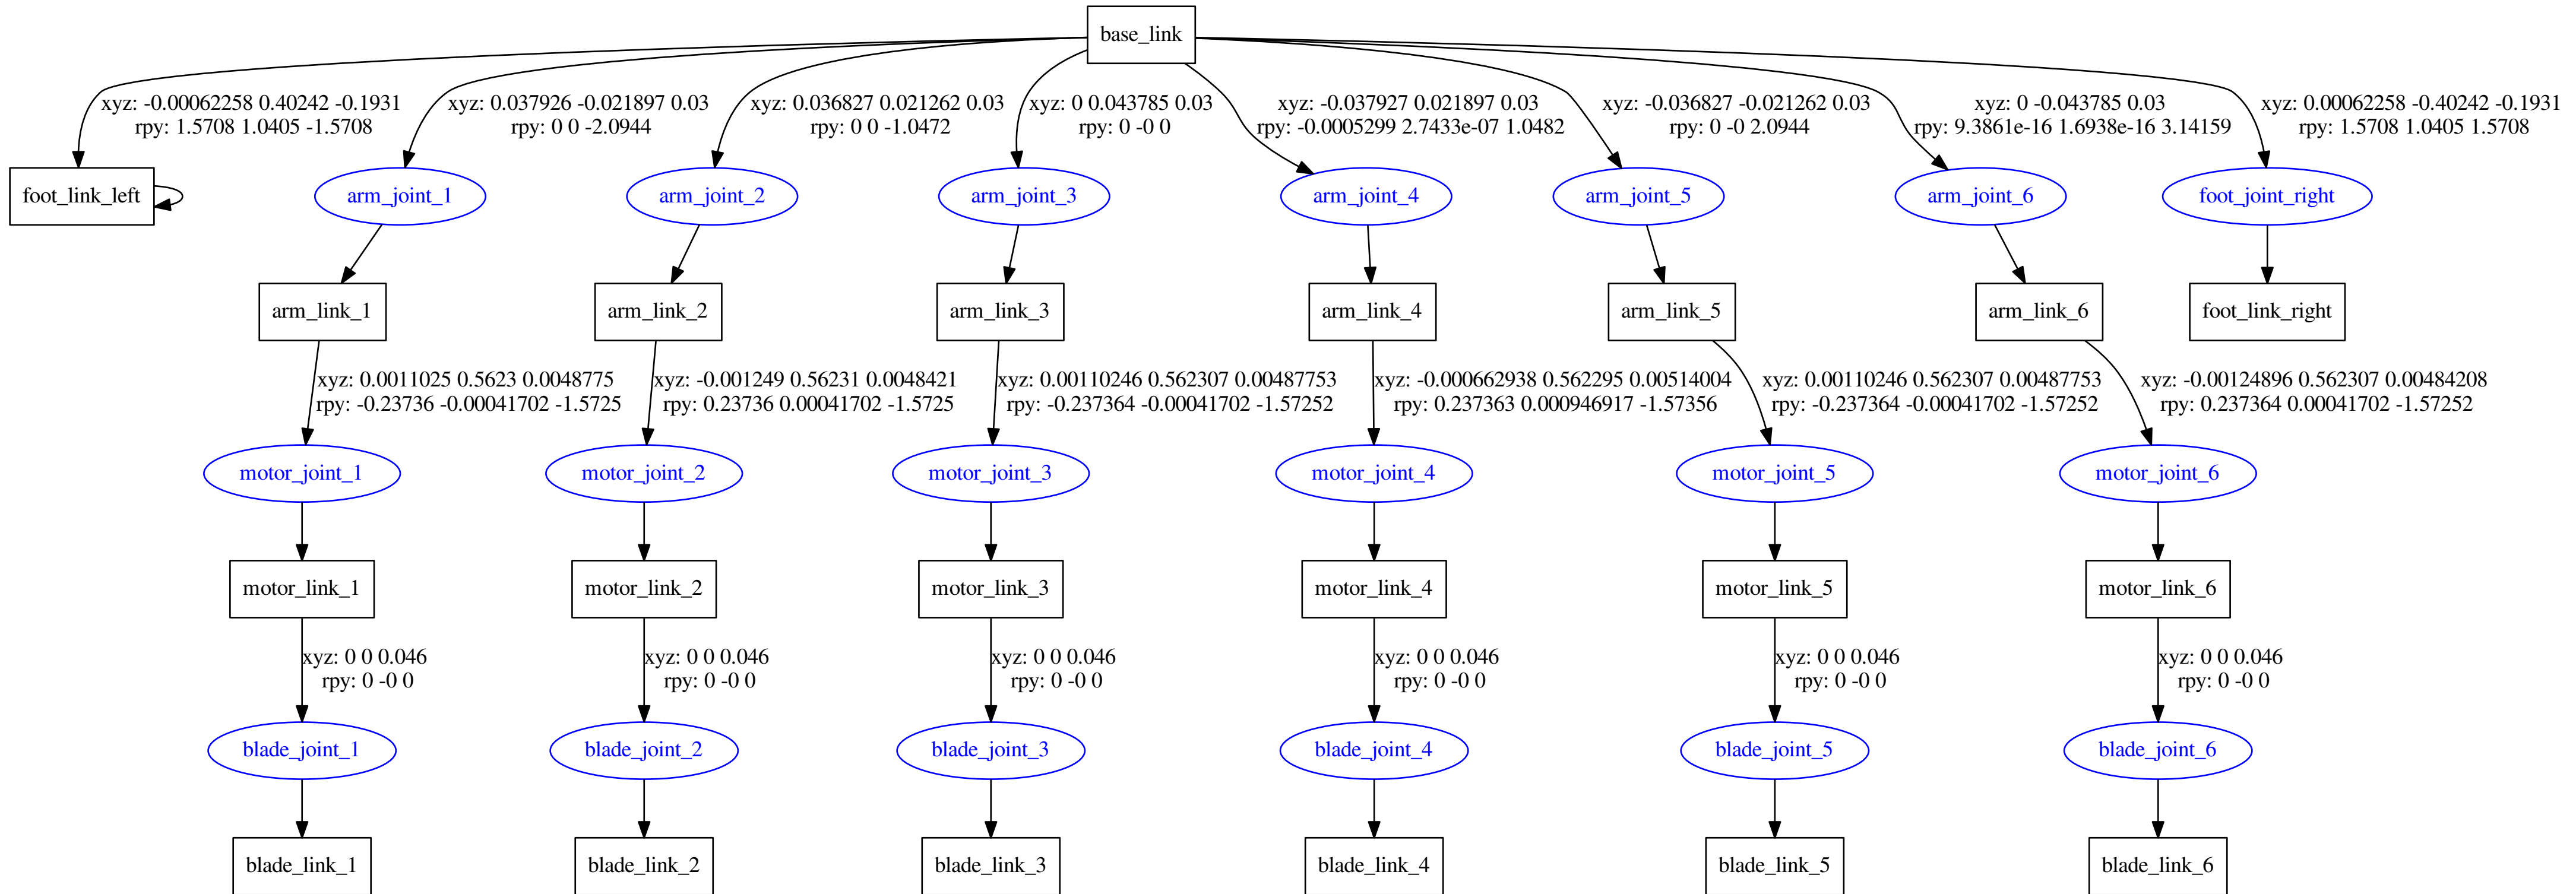 base_link
xyz: -0.00062258 0.40242 -0.1931
rpy: 1.5708 1.0405 -1.5708
xyz: 0.037926 -0.021897 0.03
rpy: 0 0 -2.0944
xyz: 0.036827 0.021262 0.03
rpy: 0 0 -1.0472
xyz: 0 0.043785 0.03
rpy: 0 -0 0
xyz: -0.037927 0.021897 0.03
rpy: -0.0005299 2.7433e-07 1.0482
xyz: -0.036827 -0.021262 0.03
rpy: 0 -0 2.0944
xyz: 0 -0.043785 0.03
rpy: 9.3861e-16 1.6938e-16 3.14159
xyz: 0.00062258 -0.40242 -0.1931
rpy: 1.5708 1.0405 1.5708
foot_link_left
arm_joint_1
arm_joint_2
arm_joint_3
arm_joint_4
arm_joint_5
arm_joint_6
foot_joint_right
arm_link_1
arm_link_2
arm_link_3
arm_link_4
arm_link_5
arm_link_6
foot_link_right
xyz: 0.0011025 0.5623 0.0048775
rpy: -0.23736 -0.00041702 -1.5725
xyz: -0.001249 0.56231 0.0048421
rpy: 0.23736 0.00041702 -1.5725
xyz: 0.00110246 0.562307 0.00487753
rpy: -0.237364 -0.00041702 -1.57252
xyz: -0.000662938 0.562295 0.00514004
rpy: 0.237363 0.000946917 -1.57356
xyz: 0.00110246 0.562307 0.00487753
rpy: -0.237364 -0.00041702 -1.57252
xyz: -0.00124896 0.562307 0.00484208
rpy: 0.237364 0.00041702 -1.57252
motor_joint_1
motor_joint_2
motor_joint_3
motor_joint_4
motor_joint_5
motor_joint_6
motor_link_1
motor_link_2
motor_link_3
motor_link_4
motor_link_5
motor_link_6
xyz: 0 0 0.046
rpy: 0 -0 0
xyz: 0 0 0.046
rpy: 0 -0 0
xyz: 0 0 0.046
rpy: 0 -0 0
xyz: 0 0 0.046
rpy: 0 -0 0
xyz: 0 0 0.046
rpy: 0 -0 0
xyz: 0 0 0.046
rpy: 0 -0 0
blade_joint_1
blade_joint_2
blade_joint_3
blade_joint_4
blade_joint_5
blade_joint_6
blade_link_1
blade_link_2
blade_link_3
blade_link_4
blade_link_5
blade_link_6